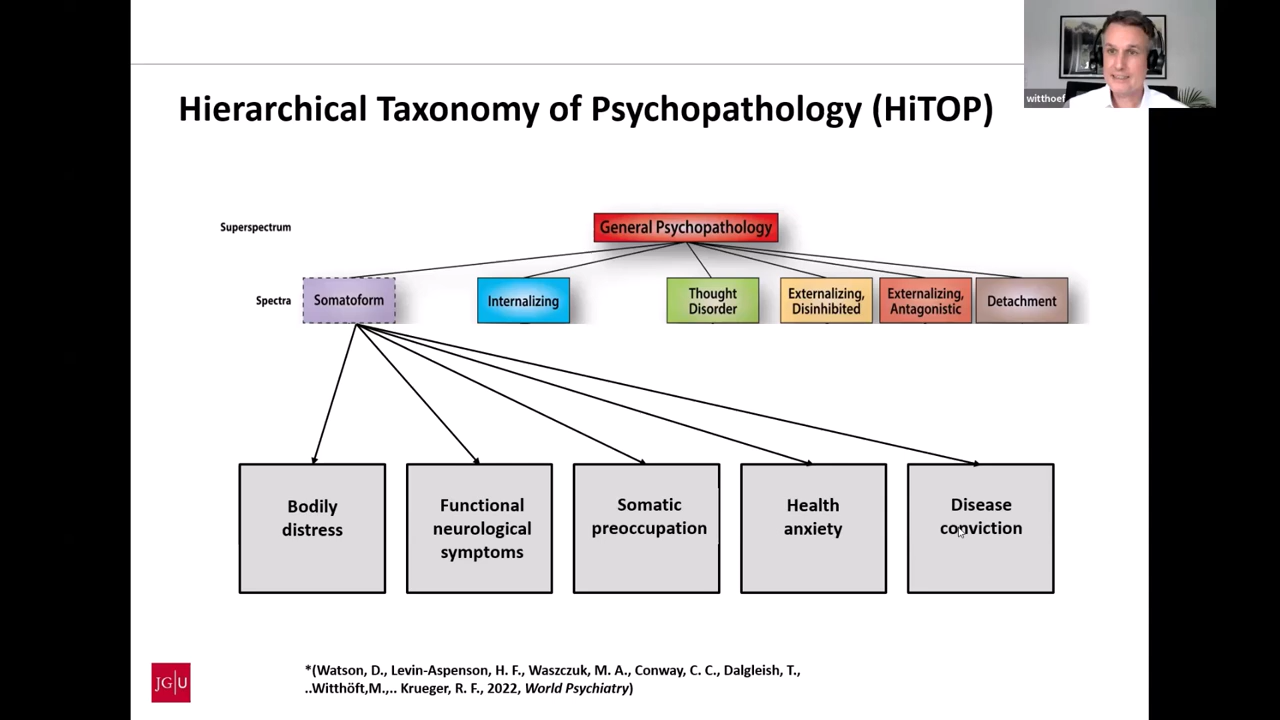 witthoef
Hierarchical Taxonomy of Psychopathology (HiTOP)
Superspectrum
General Psychopathology
Spectra
Somatoform
Internalizing
Thought
Disorder
Externalizing,
Disinhibited
Externalizing,
Antagonistic
Detachment
Bodily
distress
Functional
neurological
symptoms
Somatic
preoccupation
Health
anxiety
Disease
conviction
JG|U
*(Watson, D., Levin-Aspenson, H. F., Waszczuk, M. A., Conway, C. C., Dalgleish, T.,
..Witthöft,M.,.. Krueger, R. F., 2022, World Psychiatry)